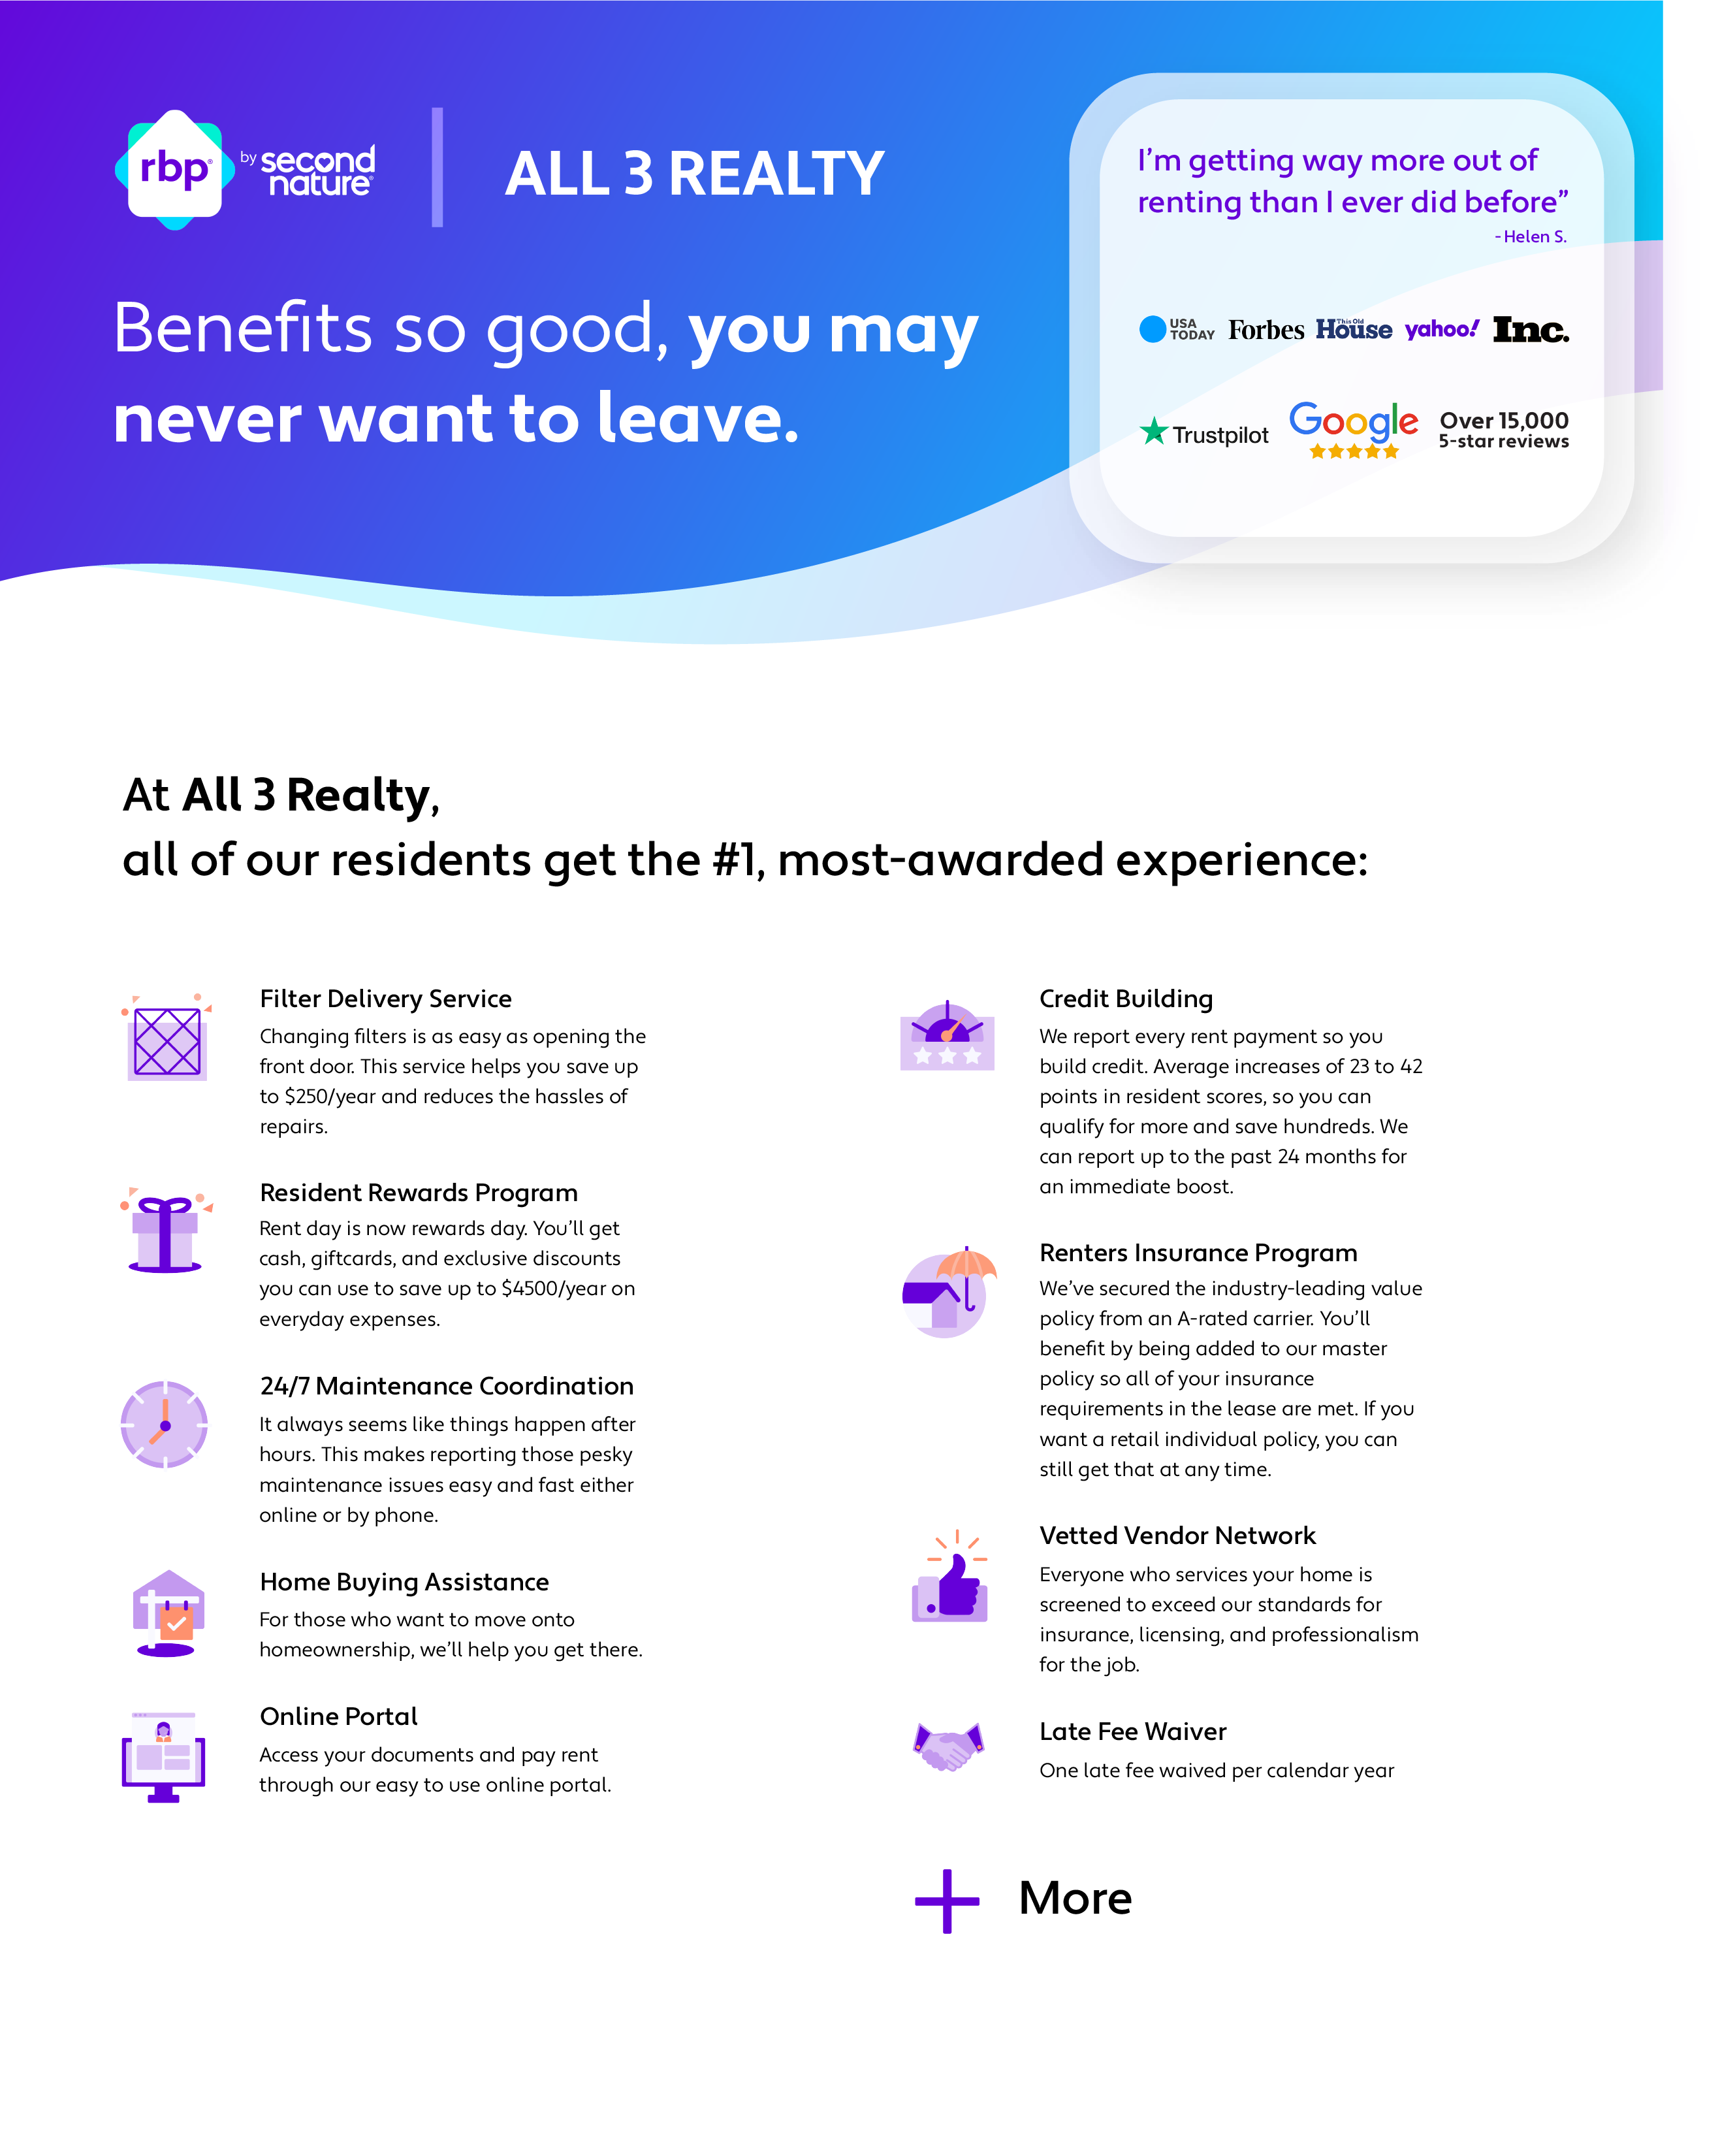 rbp®
by second
nature®
ALL 3 REALTY
Benefits so good, you may
never want to leave.
I'm getting way more out of
renting than I ever did before”
- Helen S.
USA
TODAY
Forbes
This Old
House
yahoo!
Inc.
Trustpilot
Google
Over 15,000
5-star reviews
At All 3 Realty,
all of our residents get the #1, most-awarded experience:
Filter Delivery Service
Changing filters is as easy as opening the
front door. This service helps you save up
to $250/year and reduces the hassles of
repairs.
Resident Rewards Program
Rent day is now rewards day. You’ll get
cash, giftcards, and exclusive discounts
you can use to save up to $4500/year on
everyday expenses.
24/7 Maintenance Coordination
It always seems like things happen after
hours. This makes reporting those pesky
maintenance issues easy and fast either
online or by phone.
Home Buying Assistance
For those who want to move onto
homeownership, we’ll help you get there.
Online Portal
Access your documents and pay rent
through our easy to use online portal.
Credit Building
We report every rent payment so you
build credit. Average increases of 23 to 42
points in resident scores, so you can
qualify for more and save hundreds. We
can report up to the past 24 months for
an immediate boost.
Renters Insurance Program
We’ve secured the industry-leading value
policy from an A-rated carrier. You’ll
benefit by being added to our master
policy so all of your insurance
requirements in the lease are met. If you
want a retail individual policy, you can
still get that at any time.
Vetted Vendor Network
Everyone who services your home is
screened to exceed our standards for
insurance, licensing, and professionalism
for the job.
Late Fee Waiver
One late fee waived per calendar year
More